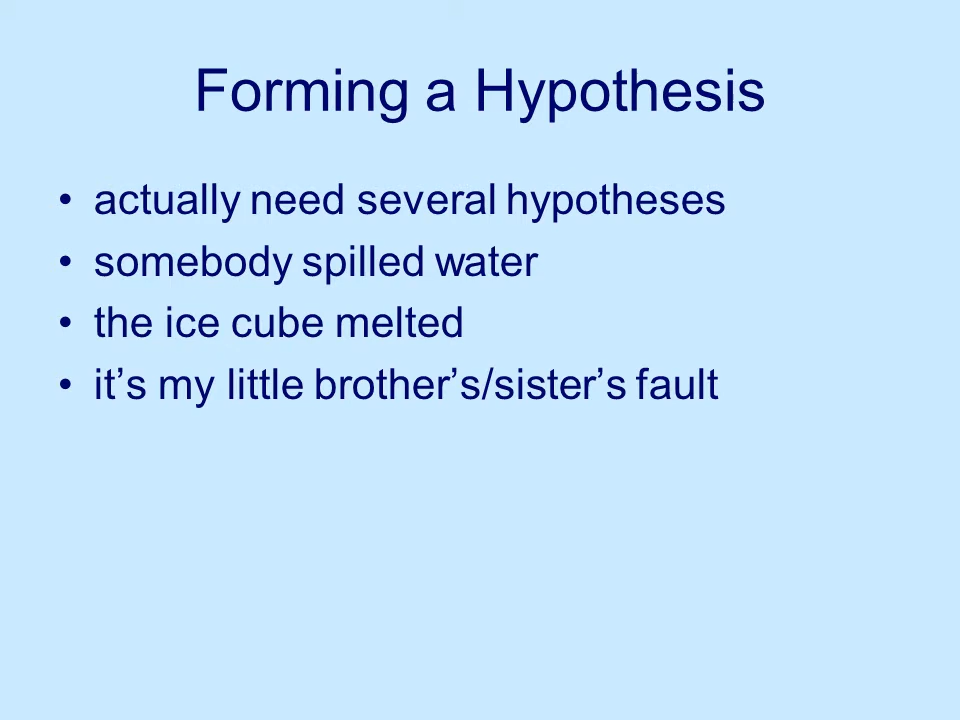 Forming a Hypothesis
• actually need several hypotheses
• somebody spilled water
• the ice cube melted
• it’s my little brother’s/sister’s fault